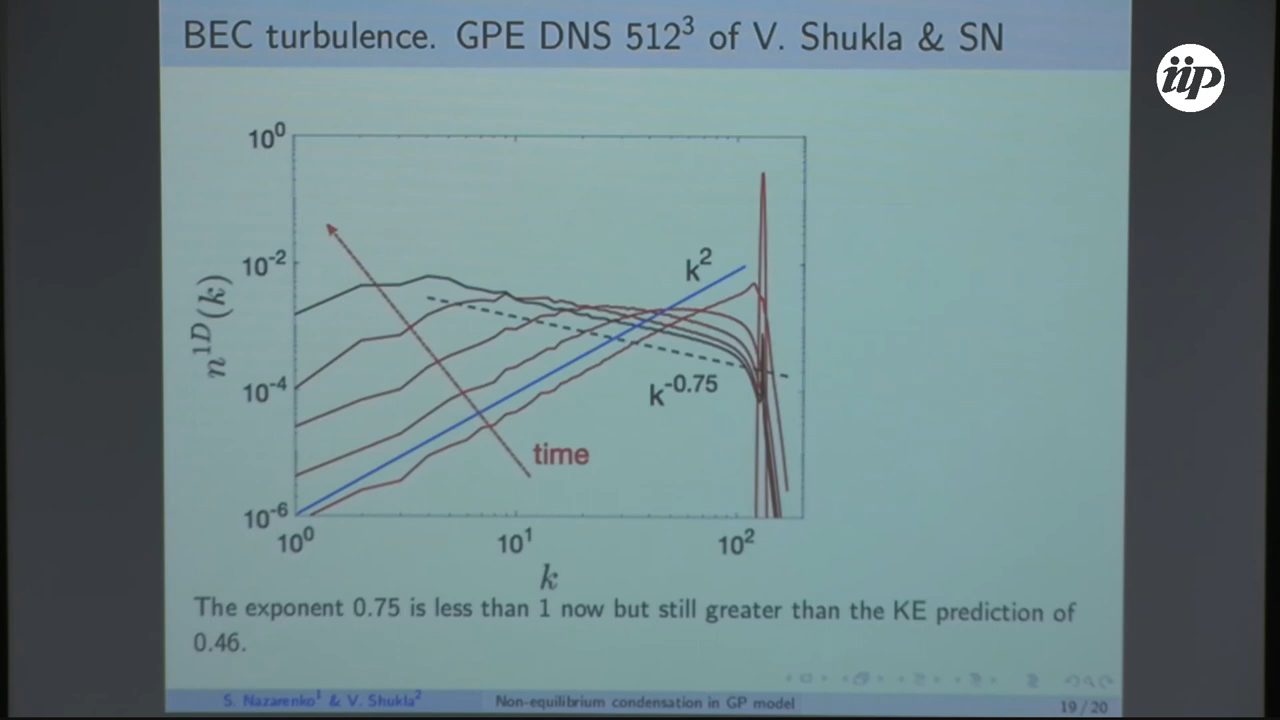 BEC turbulence. GPE DNS 512³ of V. Shukla & SN
iip
10⁰
10⁻²
10⁻⁴
10⁻⁶
n¹ᴰ(k)
k²
k⁻⁰·⁷⁵
time
10⁰ 10¹ 10²
k
The exponent 0.75 is less than 1 now but still greater than the KE prediction of
0.46.
S. Nazarenko¹ & V. Shukla² Non-equilibrium condensation in GP model 19 / 20